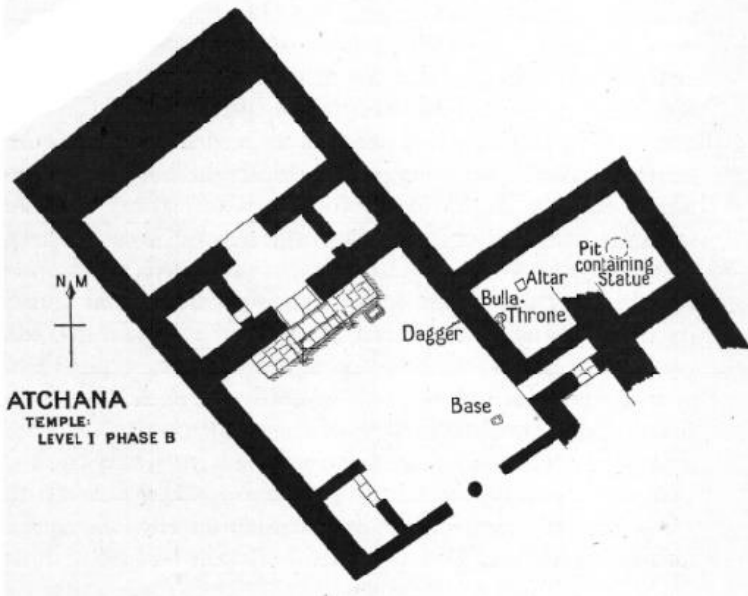 Pit
containing
Statue
Altar
Bulla.
Throne
Dagger
N M
Base
ATCHANA
TEMPLE:
LEVEL I PHASE B